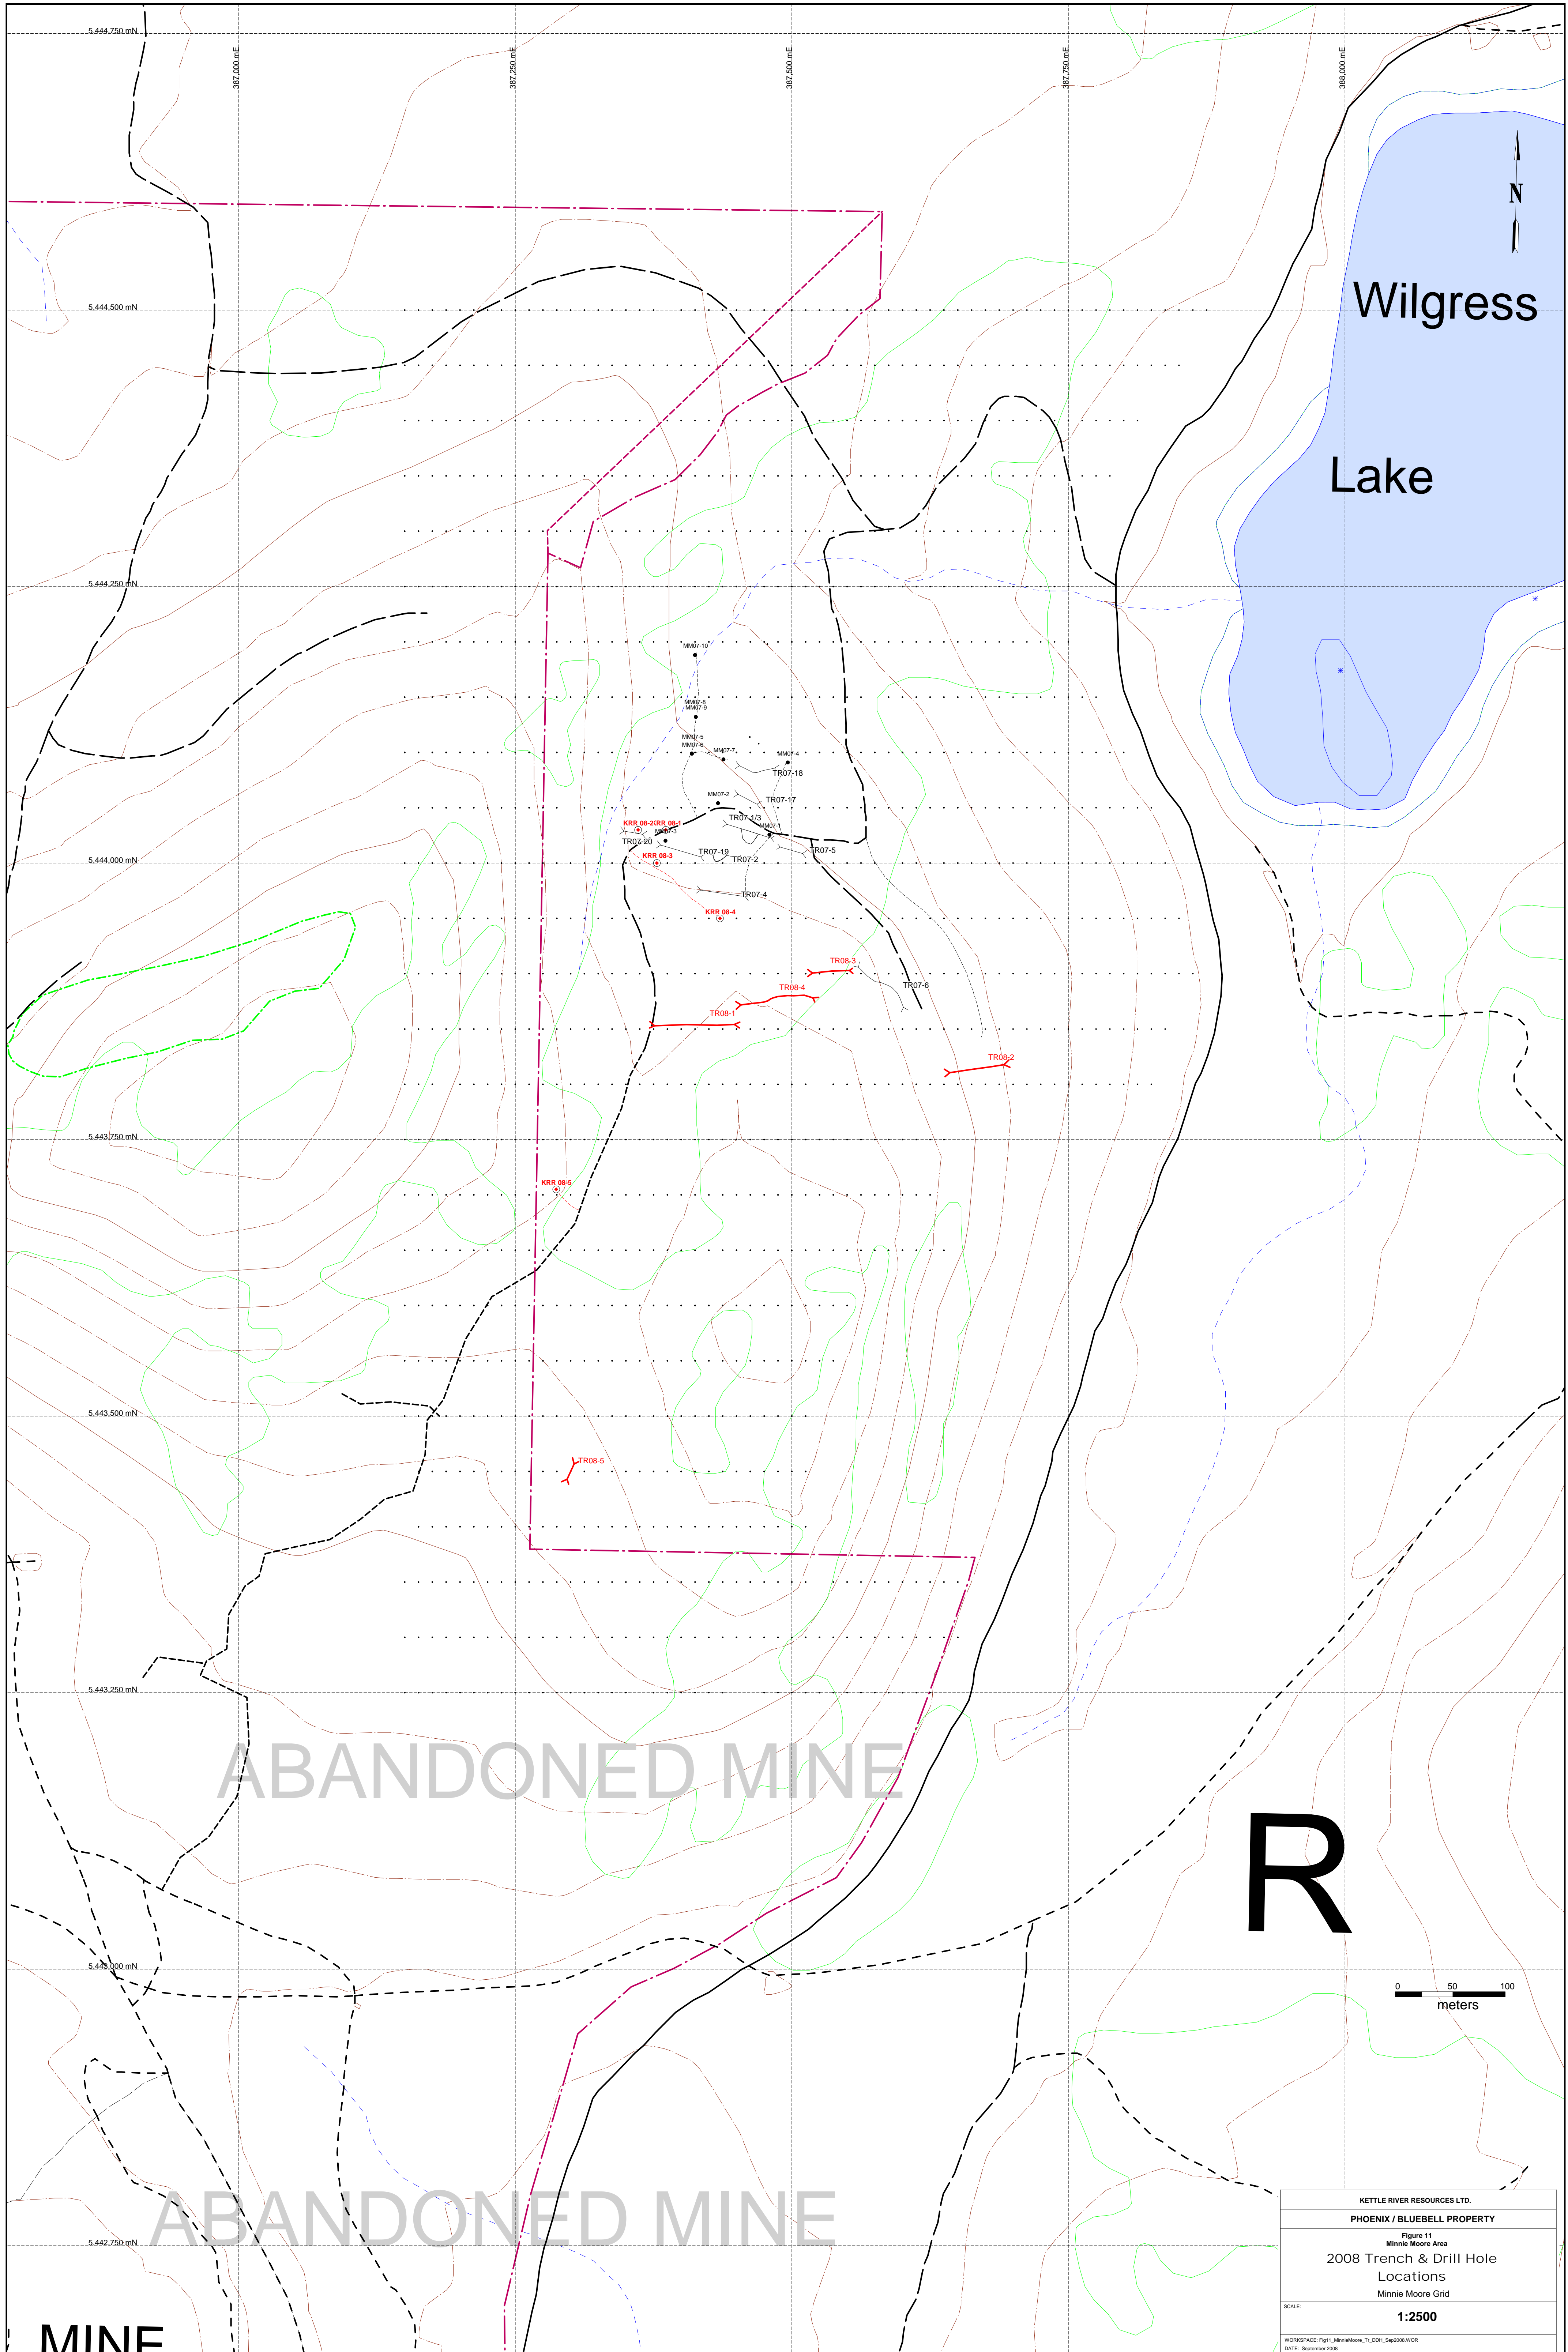 5,444,750 mN
387,000 mE
387,250 mE
387,500 mE
387,750 mE
388,000 mE
N
Wilgress
5,444,500 mN
Lake
5,444,250 mN
MM07-10
MM07-8
MM07-9
MM07-5
MM07-6
MM07-7
MM07-4
TR07-18
MM07-2
TR07-17
TR07-1/3
KRR 08-2
KRR 08-1
MM07-1
MM07-3
TR07-20
TR07-19
TR07-2
TR07-5
KRR 08-3
5,444,000 mN
TR07-4
KRR 08-4
TR08-3
TR08-4
TR07-6
TR08-1
TR08-2
5,443,750 mN
KRR 08-5
5,443,500 mN
TR08-5
5,443,250 mN
ABANDONED MINE
R
5,443,000 mN
0 50 100
meters
ABANDONED MINE
5,442,750 mN
MINE
KETTLE RIVER RESOURCES LTD.
PHOENIX / BLUEBELL PROPERTY
Figure 11
Minnie Moore Area
2008 Trench & Drill Hole
Locations
Minnie Moore Grid
SCALE:
1:2500
WORKSPACE: Fig11_MinnieMoore_Tr_DDH_Sep2008.WOR
DATE: September 2008